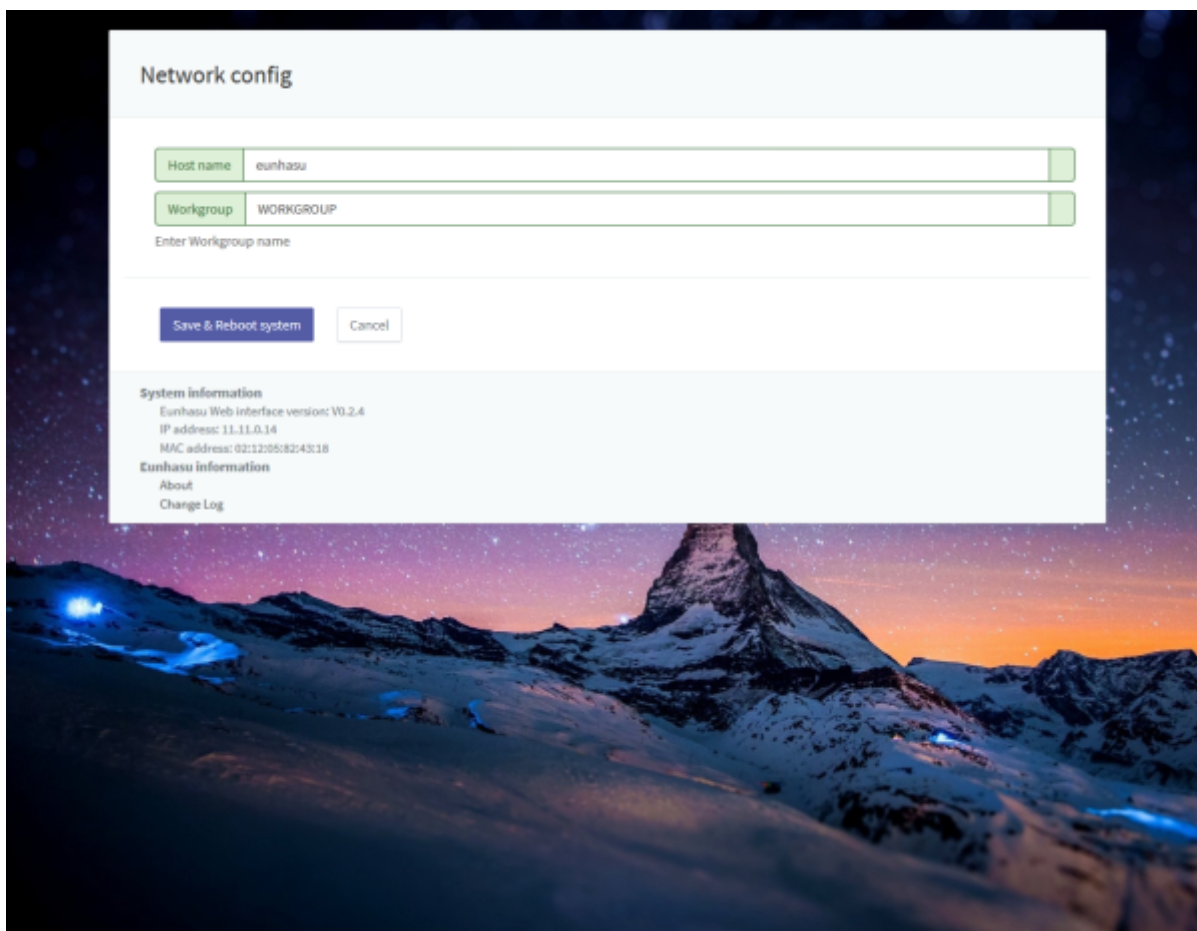 Network config
Host name eunhasu
Workgroup WORKGROUP
Enter Workgroup name
Save & Reboot system Cancel
System information
Eunhasu Web interface version: V0.2.4
IP address: 11.11.0.14
MAC address: 02:12:05:82:43:18
Eunhasu information
About
Change Log